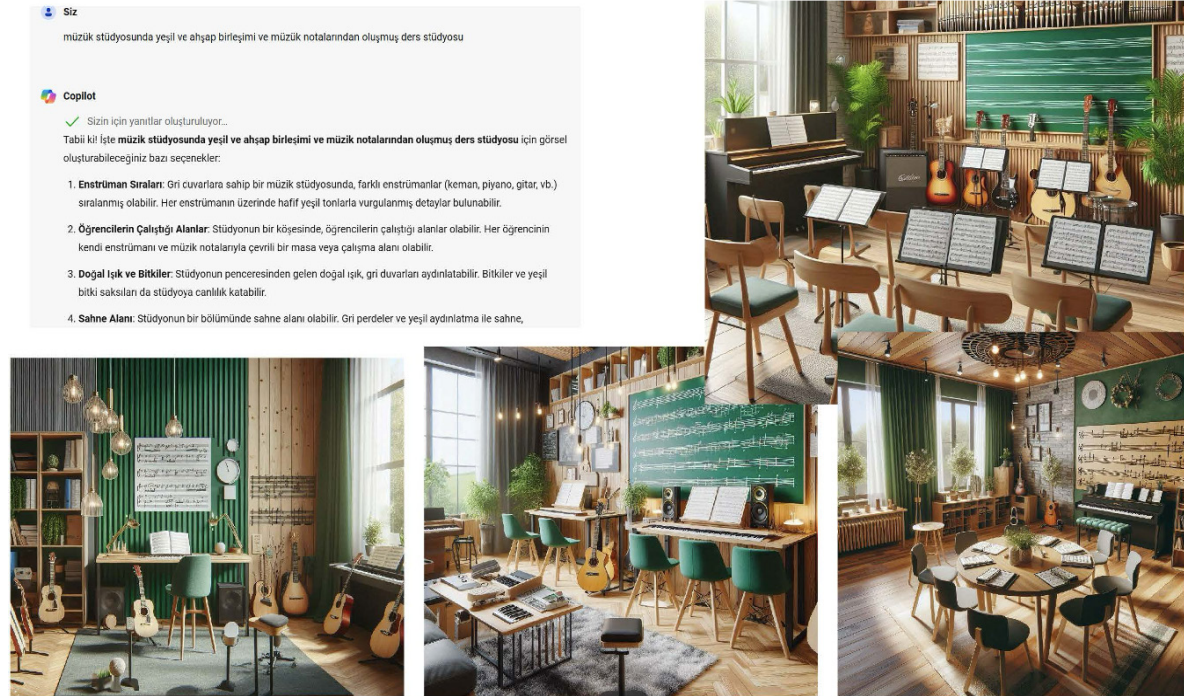 Siz
müzük stüdyosunda yeşil ve ahşap birleşimi ve müzük notalarından oluşmuş ders stüdyosu
Copilot
Sizin için yanıtlar oluşturuluyor...
Tabii ki! İşte müzik stüdyosunda yeşil ve ahşap birleşimi ve müzik notalarından oluşmuş ders stüdyosu için görsel
oluşturabileceğiniz bazı seçenekler:
1. Enstrüman Sıraları: Gri duvarlara sahip bir müzik stüdyosunda, farklı enstrümanlar (keman, piyano, gitar, vb.)
sıralanmış olabilir. Her enstrümanın üzerinde hafif yeşil tonlarla vurgulanmış detaylar bulunabilir.
2. Öğrencilerin Çalıştığı Alanlar: Stüdyonun bir köşesinde, öğrencilerin çalıştığı alanlar olabilir. Her öğrencinin
kendi enstrümanı ve müzik notalarıyla çevrili bir masa veya çalışma alanı olabilir.
3. Doğal Işık ve Bitkiler: Stüdyonun penceresinden gelen doğal ışık, gri duvarları aydınlatabilir. Bitkiler ve yeşil
bitki saksıları da stüdyoya canlılık katabilir.
4. Sahne Alanı: Stüdyonun bir bölümünde sahne alanı olabilir. Gri perdeler ve yeşil aydınlatma ile sahne,